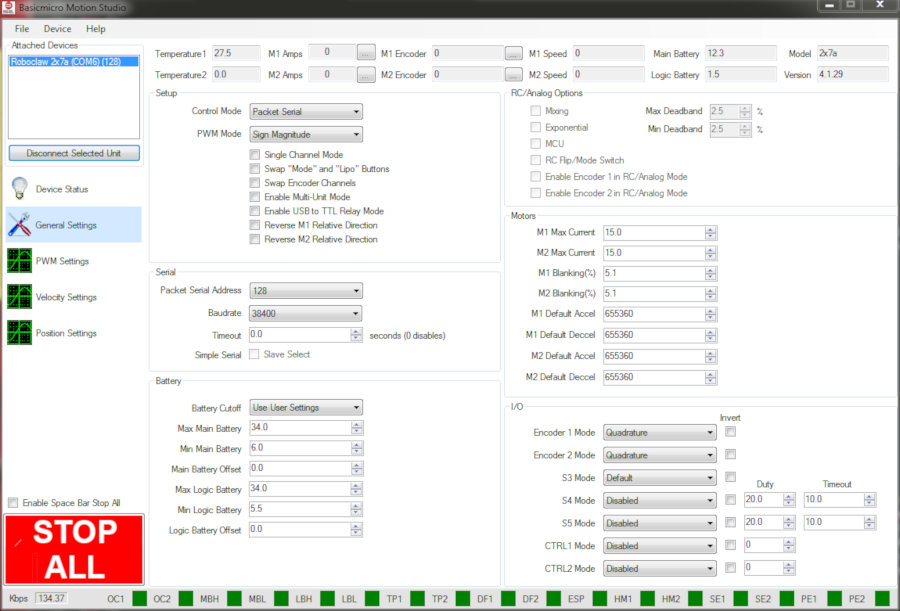 Basicmicro Motion Studio
File Device Help
Attached Devices
Roboclaw 2x7a (COM6) (128)
Disconnect Selected Unit
Device Status
General Settings
PWM Settings
Velocity Settings
Position Settings
Enable Space Bar Stop All
STOP
ALL
Temperature1 27.5 M1 Amps 0 ... M1 Encoder 0 ... M1 Speed 0 Main Battery 12.3 Model 2x7a
Temperature2 0.0 M2 Amps 0 ... M2 Encoder 0 ... M2 Speed 0 Logic Battery 1.5 Version 4.1.29
Setup
Control Mode Packet Serial
PWM Mode Sign Magnitude
Single Channel Mode
Swap "Mode" and "Lipo" Buttons
Swap Encoder Channels
Enable Multi-Unit Mode
Enable USB to TTL Relay Mode
Reverse M1 Relative Direction
Reverse M2 Relative Direction
Serial
Packet Serial Address 128
Baudrate 38400
Timeout 0.0 seconds (0 disables)
Simple Serial Slave Select
Battery
Battery Cutoff Use User Settings
Max Main Battery 34.0
Min Main Battery 6.0
Main Battery Offset 0.0
Max Logic Battery 34.0
Min Logic Battery 5.5
Logic Battery Offset 0.0
RC/Analog Options
Mixing Max Deadband 2.5 %
Exponential Min Deadband 2.5 %
MCU
RC Flip/Mode Switch
Enable Encoder 1 in RC/Analog Mode
Enable Encoder 2 in RC/Analog Mode
Motors
M1 Max Current 15.0
M2 Max Current 15.0
M1 Blanking(%) 5.1
M2 Blanking(%) 5.1
M1 Default Accel 655360
M1 Default Deccel 655360
M2 Default Accel 655360
M2 Default Deccel 655360
I/O
Invert
Encoder 1 Mode Quadrature
Encoder 2 Mode Quadrature
S3 Mode Default
Duty Timeout
S4 Mode Disabled 20.0 10.0
S5 Mode Disabled 20.0 10.0
CTRL1 Mode Disabled 0
CTRL2 Mode Disabled 0
Kbps 134.37 OC1 OC2 MBH MBL LBH LBL TP1 TP2 DF1 DF2 ESP HM1 HM2 SE1 SE2 PE1 PE2